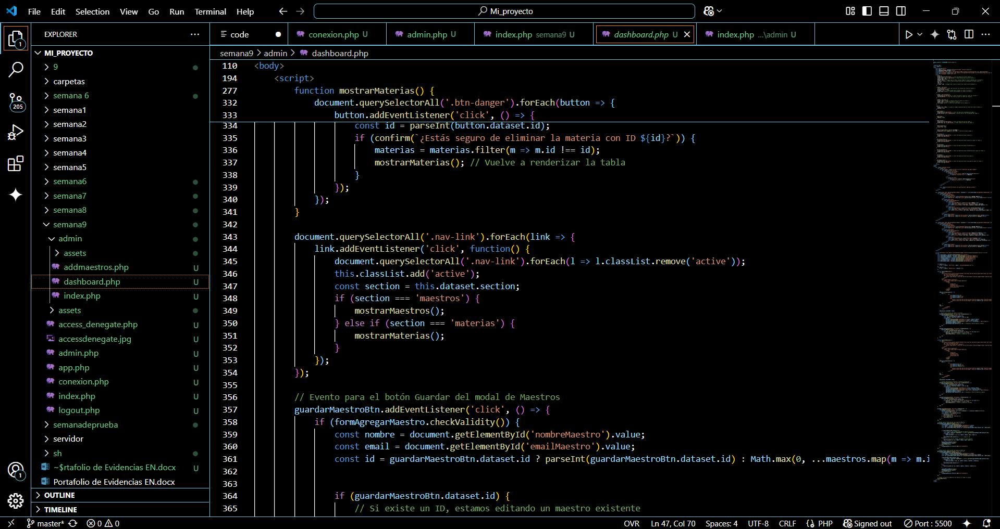 File Edit Selection View Go Run Terminal Help
Mi_proyecto
EXPLORER
code
conexion.php U
admin.php U
index.php semana9 U
dashboard.php U
index.php ...\admin U
semana9 > admin > dashboard.php
MI_PROYECTO
9
carpetas
semana 6
semana1
semana2
semana3
semana4
semana5
semana6
semana7
semana8
semana9
admin
assets
addmaestros.php U
dashboard.php U
index.php U
assets
access_denegate.php U
accessdenegate.jpg U
admin.php U
app.php U
conexion.php U
index.php U
logout.php U
semanadeprueba
servidor
sh
~$rtafolio de Evidencias EN.docx U
Portafolio de Evidencias EN.docx
OUTLINE
TIMELINE
1
205
1
110 <body>
194 <script>
277 function mostrarMaterias() {
332 document.querySelectorAll('.btn-danger').forEach(button => {
333 button.addEventListener('click', () => {
334 const id = parseInt(button.dataset.id);
335 if (confirm(`¿Estás seguro de eliminar la materia con ID ${id}?`)) {
336 materias = materias.filter(m => m.id !== id);
337 mostrarMaterias(); // Vuelve a renderizar la tabla
338 }
339 });
340 });
341 }
342
343 document.querySelectorAll('.nav-link').forEach(link => {
344 link.addEventListener('click', function() {
345 document.querySelectorAll('.nav-link').forEach(l => l.classList.remove('active'));
346 this.classList.add('active');
347 const section = this.dataset.section;
348 if (section === 'maestros') {
349 mostrarMaestros();
350 } else if (section === 'materias') {
351 mostrarMaterias();
352 }
353 });
354 });
355
356 // Evento para el botón Guardar del modal de Maestros
357 guardarMaestroBtn.addEventListener('click', () => {
358 if (formAgregarMaestro.checkValidity()) {
359 const nombre = document.getElementById('nombreMaestro').value;
360 const email = document.getElementById('emailMaestro').value;
361 const id = guardarMaestroBtn.dataset.id ? parseInt(guardarMaestroBtn.dataset.id) : Math.max(0, ...maestros.map(m => m.i
362
363
364 if (guardarMaestroBtn.dataset.id) {
365 // Si existe un ID, estamos editando un maestro existente
master* 0 0
OVR Ln 47, Col 70 Spaces: 4 UTF-8 CRLF {} PHP Signed out Port : 5500